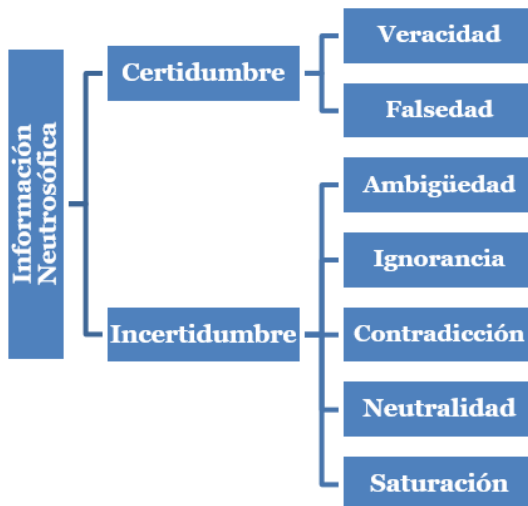 Información
Neutrosófica
Certidumbre
Veracidad
Falsedad
Incertidumbre
Ambigüedad
Ignorancia
Contradicción
Neutralidad
Saturación